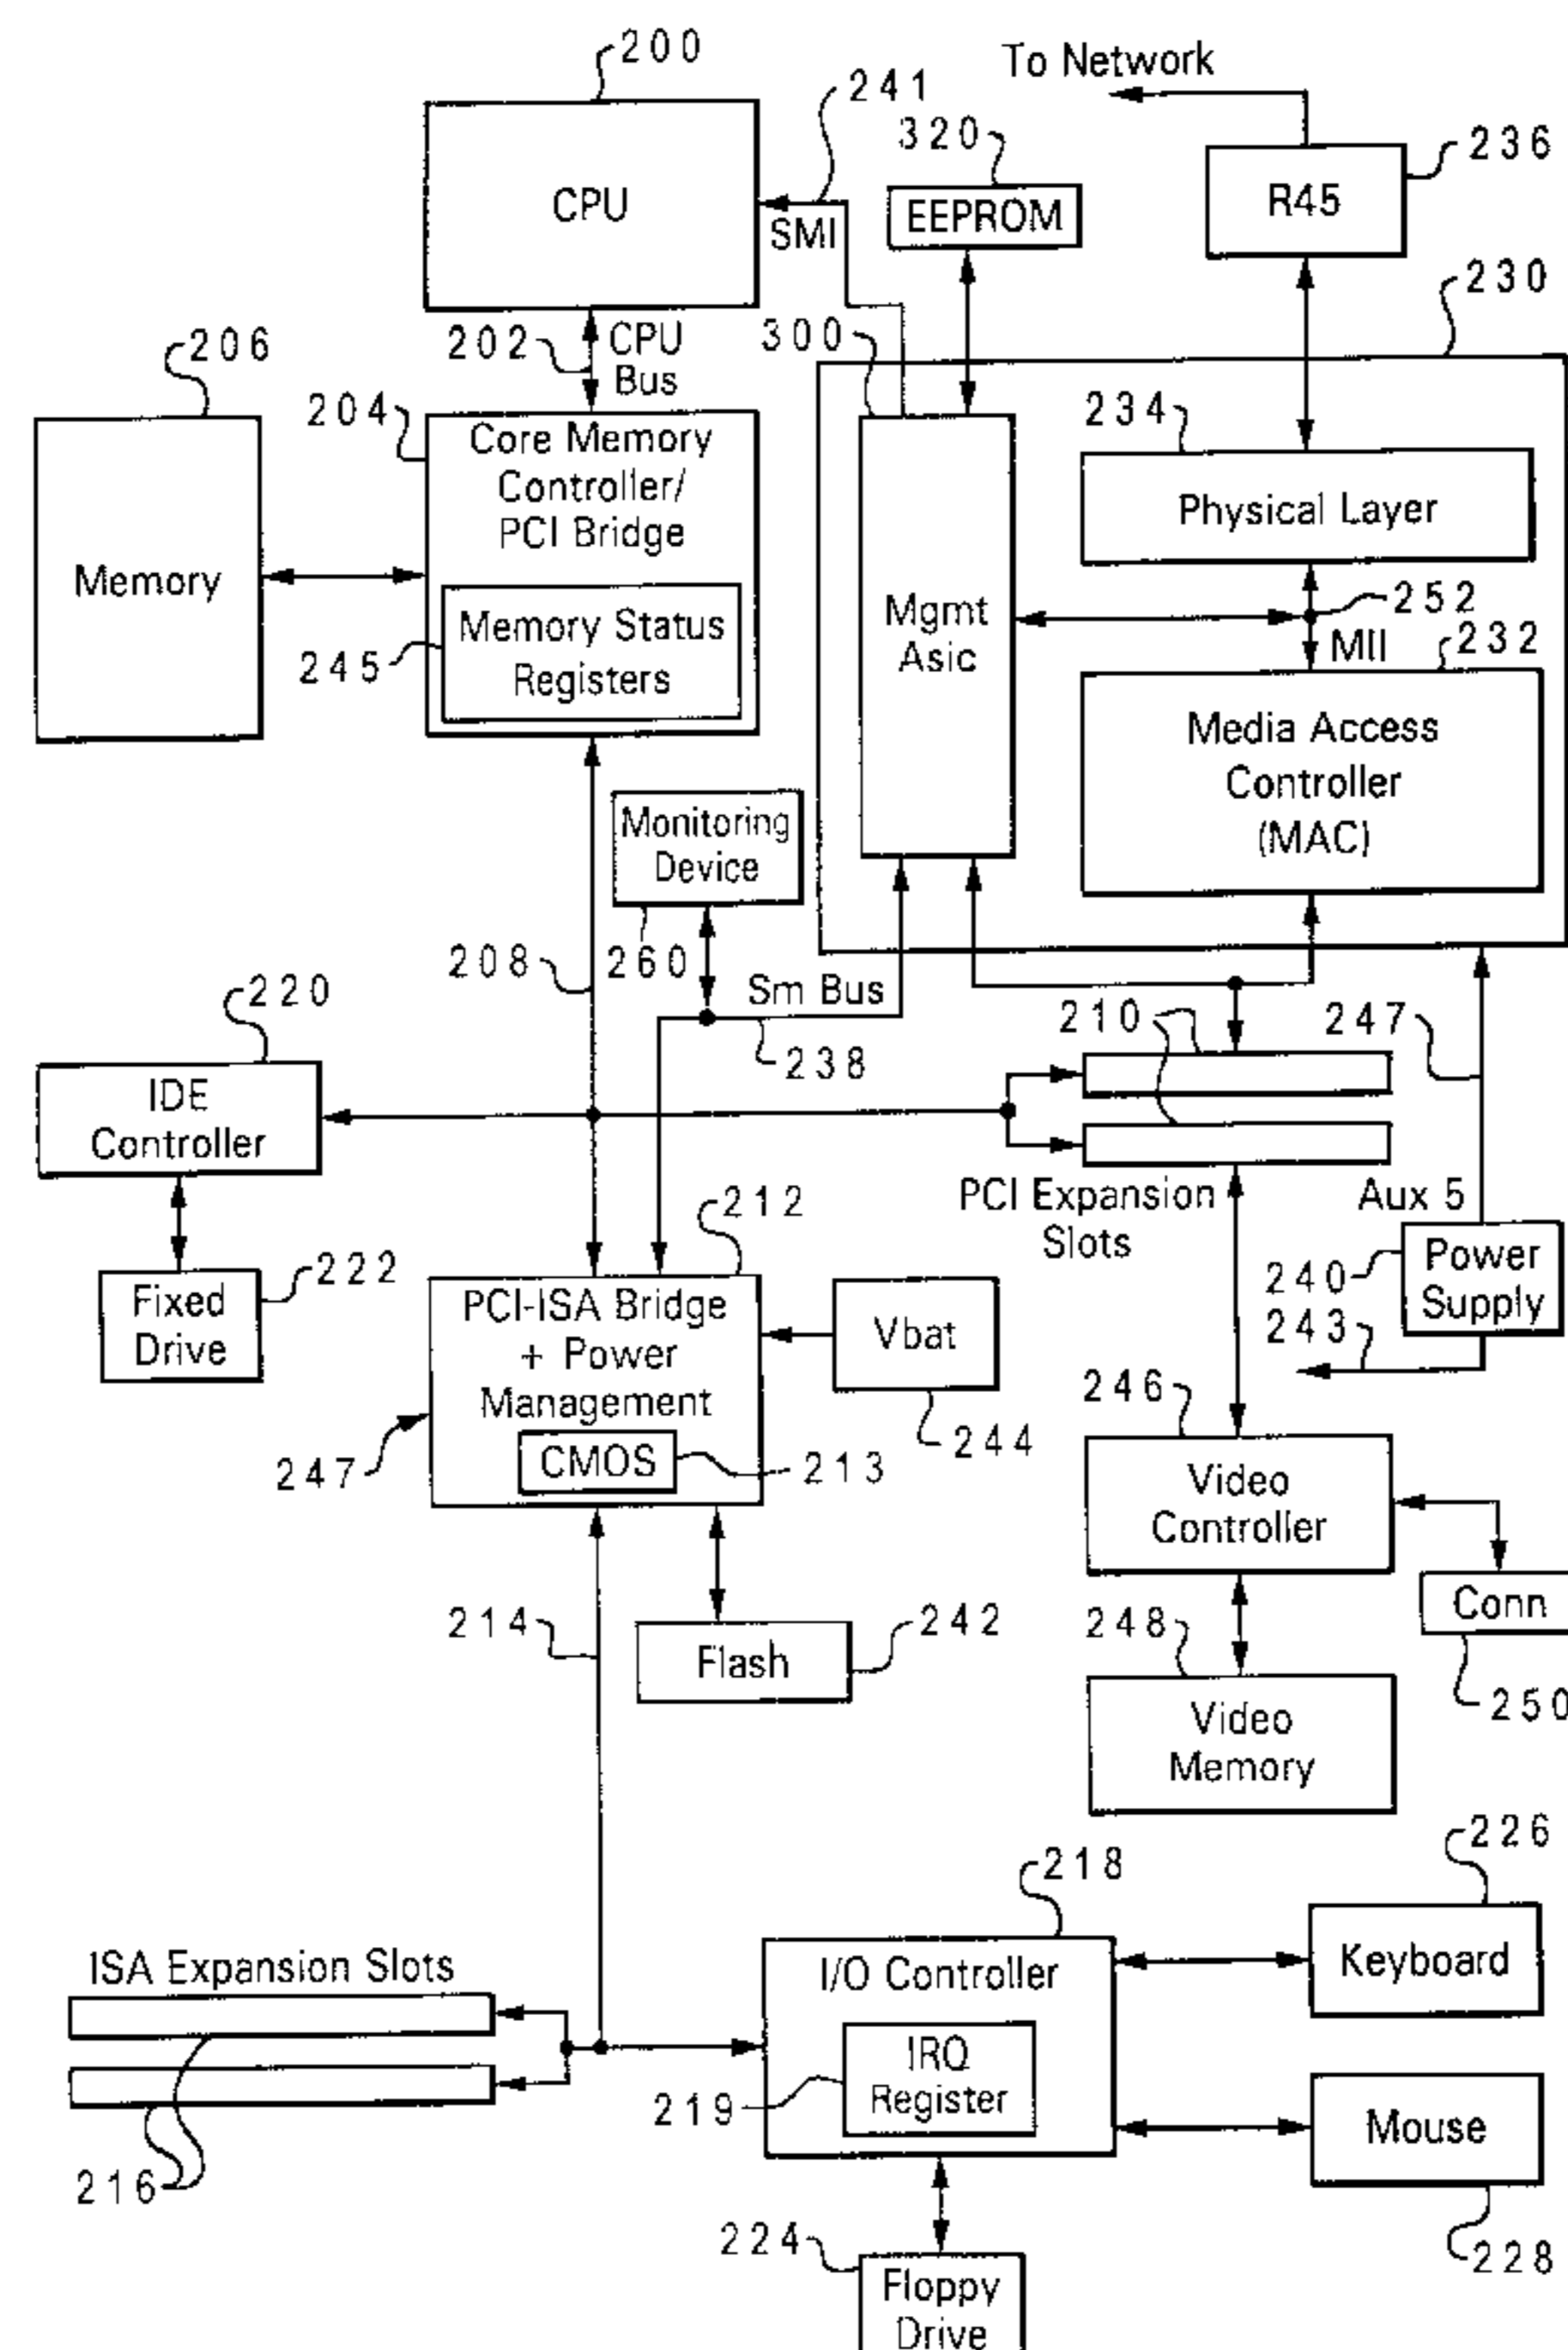 200
To Network
241
320
236
CPU
EEPROM
R45
SMI
230
206
202
CPU
Bus
300
204
234
Core Memory
Controller/
PCI Bridge
Physical Layer
Memory
Mgmt
Asic
252
Memory Status
Registers
245
MII
232
Media Access
Controller
(MAC)
Monitoring
Device
208
260
Sm Bus
220
210
247
238
IDE
Controller
PCI Expansion
Slots
Aux 5
212
222
240
Power
Supply
Fixed
Drive
PCI-ISA Bridge
+ Power
Management
Vbat
243
246
244
247
CMOS
213
Video
Controller
214
242
248
Conn
Flash
250
Video
Memory
226
218
ISA Expansion Slots
I/O Controller
Keyboard
IRQ
Register
219
Mouse
216
224
228
Floppy
Drive